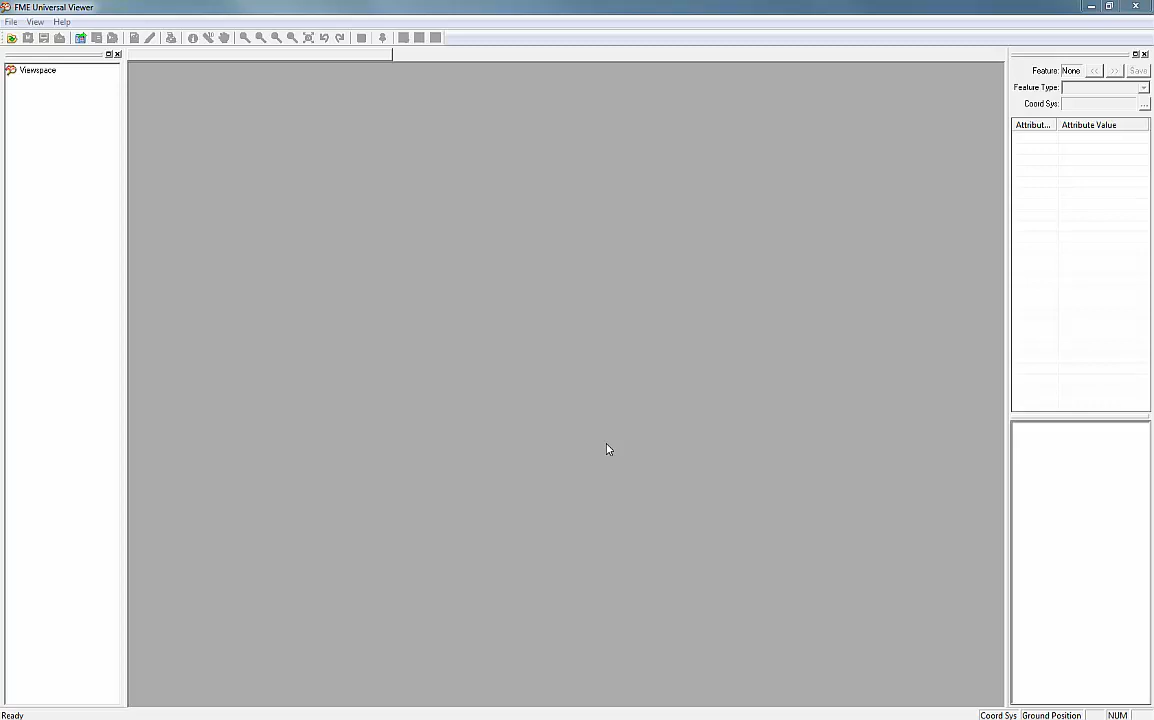 FME Universal Viewer
File View Help
Viewspace
Feature: None << >> Save
Feature Type:
Coord Sys: ...
Attribut... Attribute Value
Ready Coord Sys Ground Position NUM